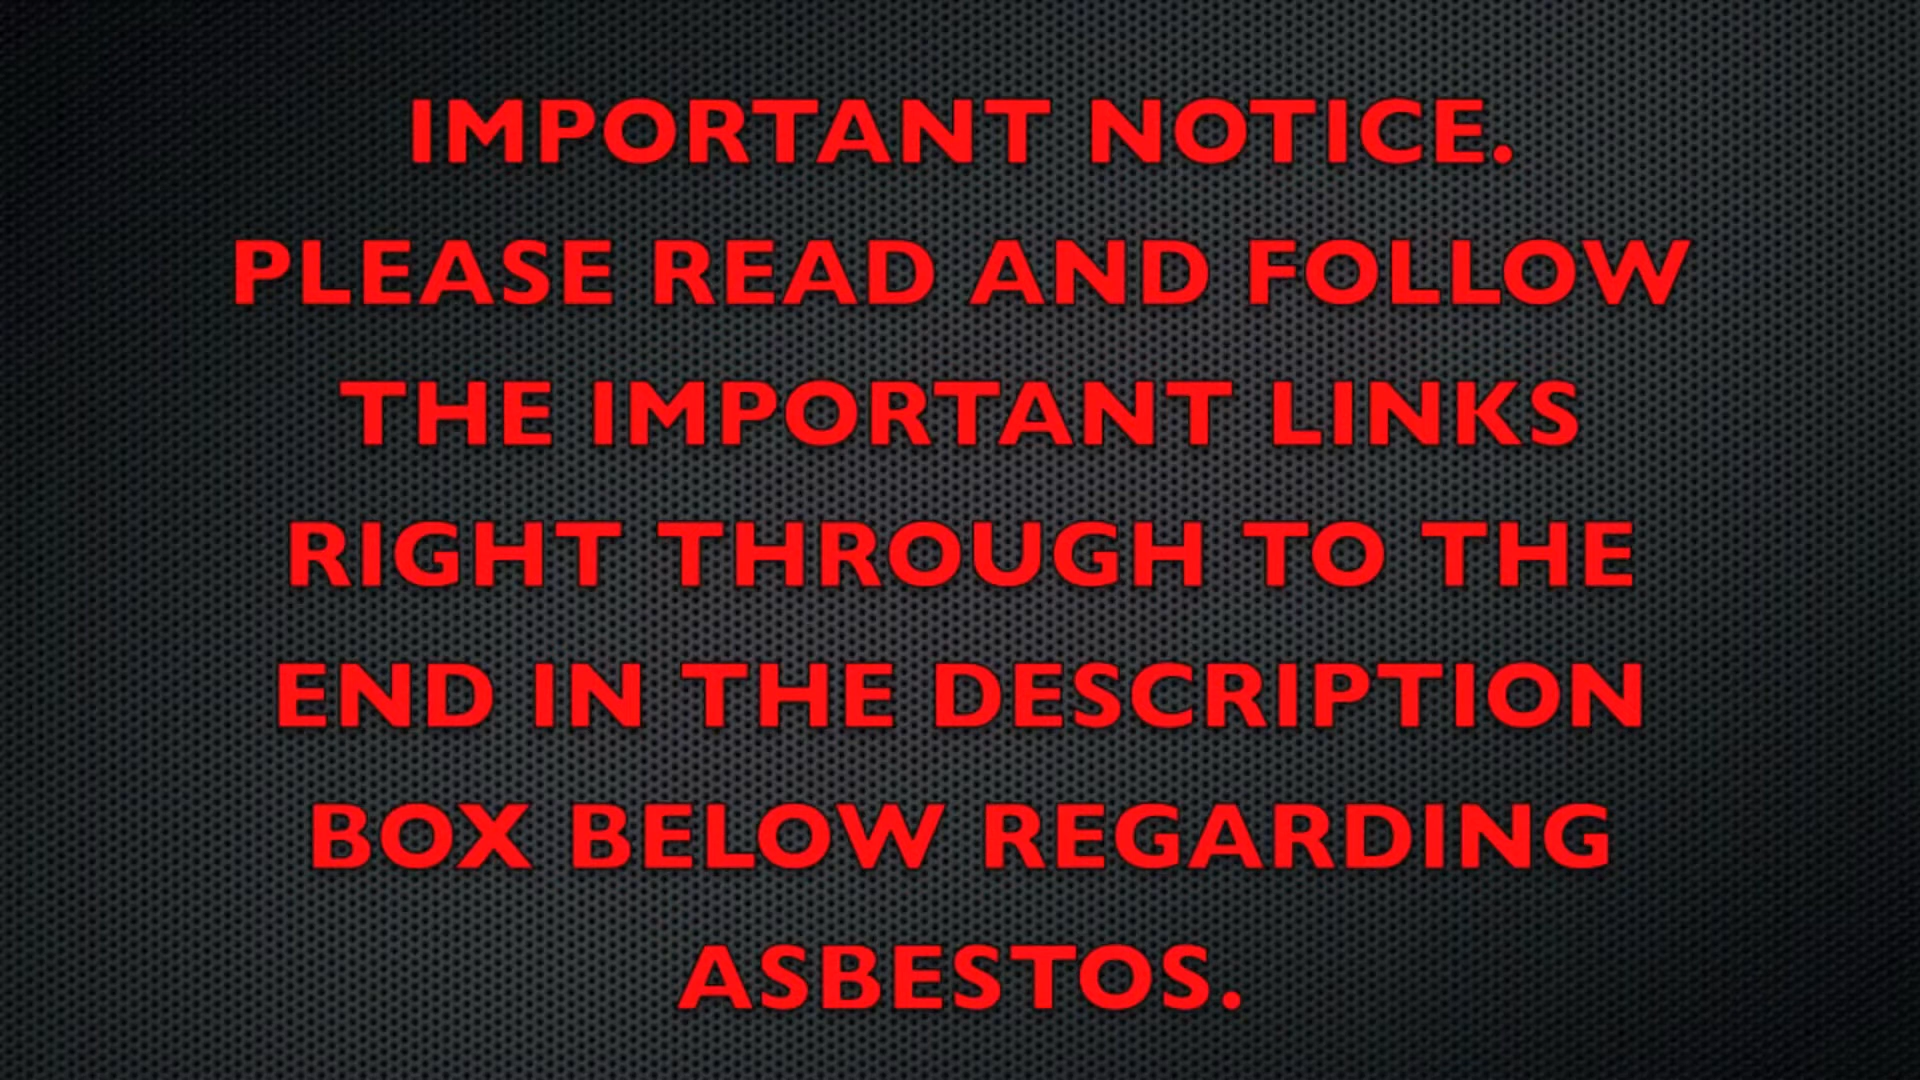 IMPORTANT NOTICE.
PLEASE READ AND FOLLOW
THE IMPORTANT LINKS
RIGHT THROUGH TO THE
END IN THE DESCRIPTION
BOX BELOW REGARDING
ASBESTOS.